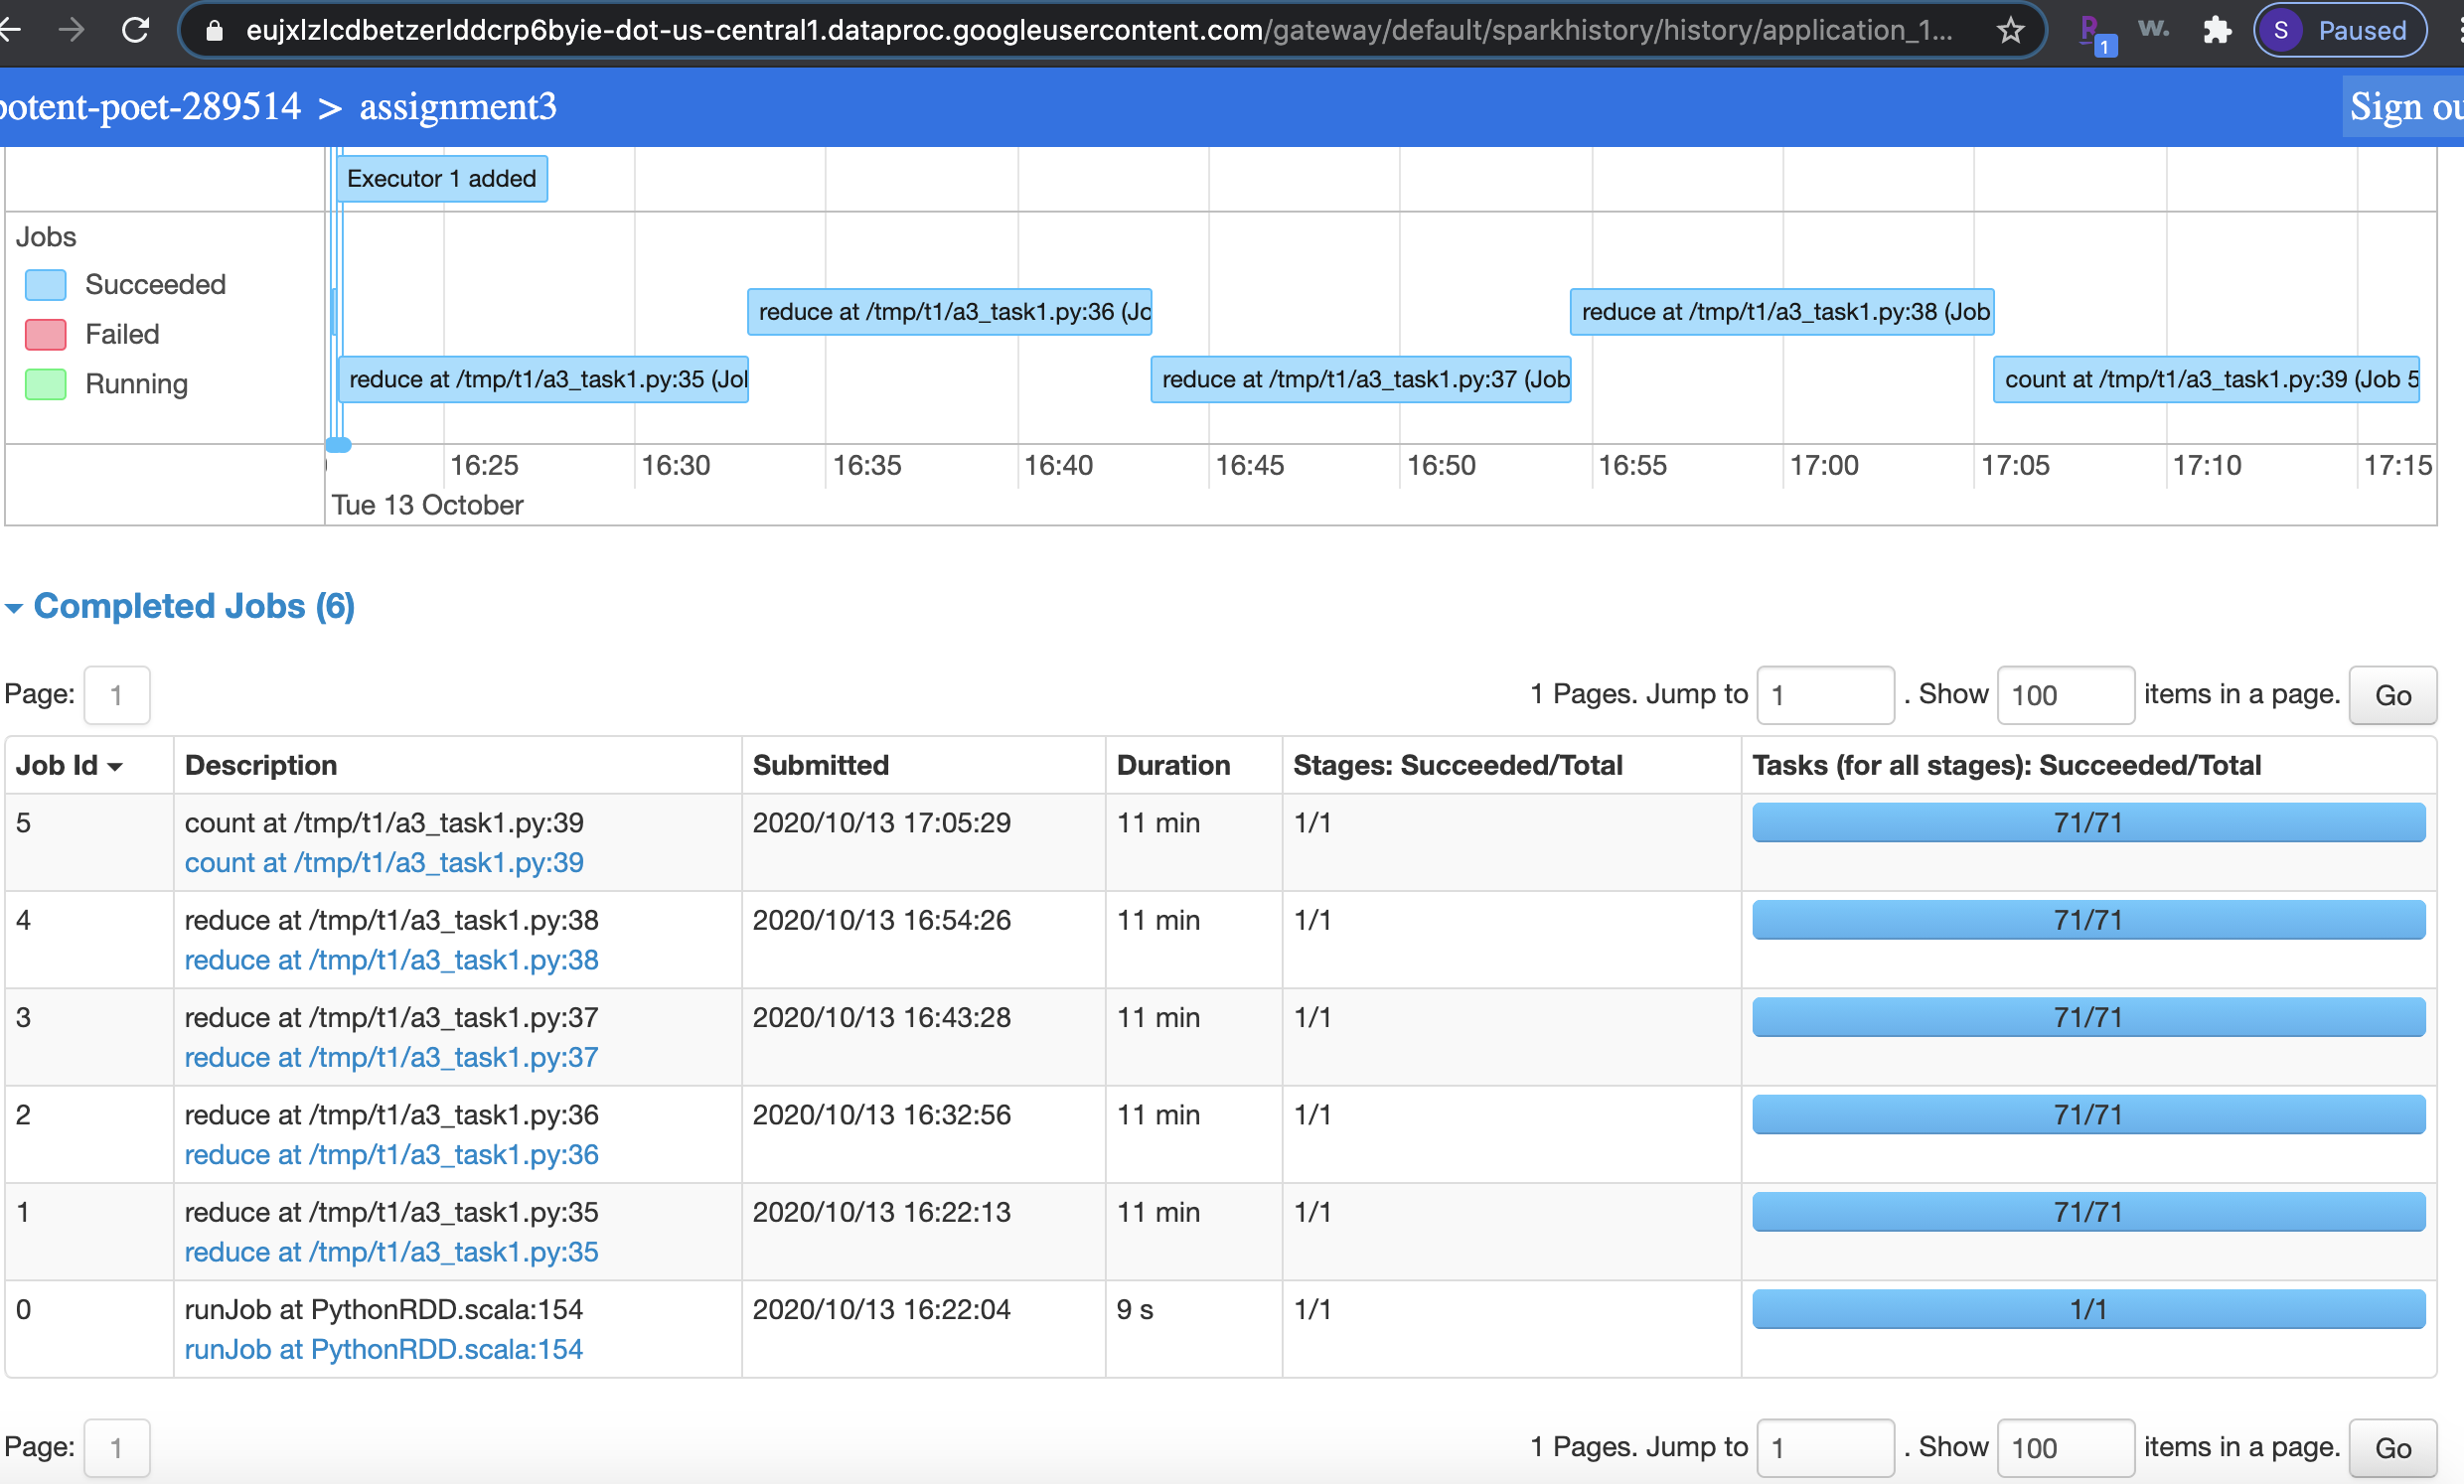 eujxlzlcdbetzerlddcrp6byie-dot-us-central1.dataproc.googleusercontent.com/gateway/default/sparkhistory/history/application_1...
R 1 W. S Paused
potent-poet-289514 > assignment3 Sign ou
Executor 1 added
Jobs
Succeeded
Failed
Running
reduce at /tmp/t1/a3_task1.py:36 (Jo
reduce at /tmp/t1/a3_task1.py:38 (Job
reduce at /tmp/t1/a3_task1.py:35 (Jol
reduce at /tmp/t1/a3_task1.py:37 (Job
count at /tmp/t1/a3_task1.py:39 (Job 5
16:25 16:30 16:35 16:40 16:45 16:50 16:55 17:00 17:05 17:10 17:15
Tue 13 October
Completed Jobs (6)
Page: 1 1 Pages. Jump to 1 . Show 100 items in a page. Go
Job Id Description Submitted Duration Stages: Succeeded/Total Tasks (for all stages): Succeeded/Total
5 count at /tmp/t1/a3_task1.py:39 2020/10/13 17:05:29 11 min 1/1 71/71
count at /tmp/t1/a3_task1.py:39
4 reduce at /tmp/t1/a3_task1.py:38 2020/10/13 16:54:26 11 min 1/1 71/71
reduce at /tmp/t1/a3_task1.py:38
3 reduce at /tmp/t1/a3_task1.py:37 2020/10/13 16:43:28 11 min 1/1 71/71
reduce at /tmp/t1/a3_task1.py:37
2 reduce at /tmp/t1/a3_task1.py:36 2020/10/13 16:32:56 11 min 1/1 71/71
reduce at /tmp/t1/a3_task1.py:36
1 reduce at /tmp/t1/a3_task1.py:35 2020/10/13 16:22:13 11 min 1/1 71/71
reduce at /tmp/t1/a3_task1.py:35
0 runJob at PythonRDD.scala:154 2020/10/13 16:22:04 9 s 1/1 1/1
runJob at PythonRDD.scala:154
Page: 1 1 Pages. Jump to 1 . Show 100 items in a page. Go